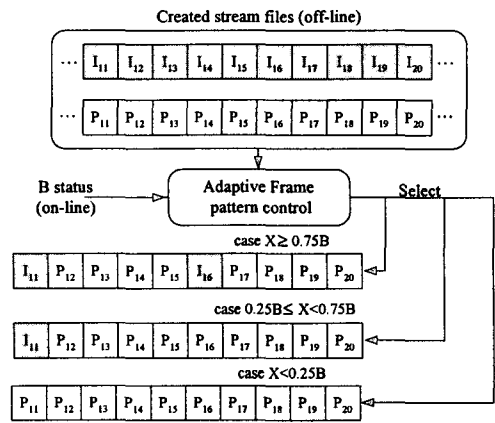 Created stream files (off-line)
... I11 I12 I13 I14 I15 I16 I17 I18 I19 I20 ...
... P11 P12 P13 P14 P15 P16 P17 P18 P19 P20 ...
B status
(on-line)
Adaptive Frame
pattern control
Select
case X≥ 0.75B
I11 P12 P13 P14 P15 I16 P17 P18 P19 P20
case 0.25B≤ X<0.75B
I11 P12 P13 P14 P15 P16 P17 P18 P19 P20
case X<0.25B
P11 P12 P13 P14 P15 P16 P17 P18 P19 P20